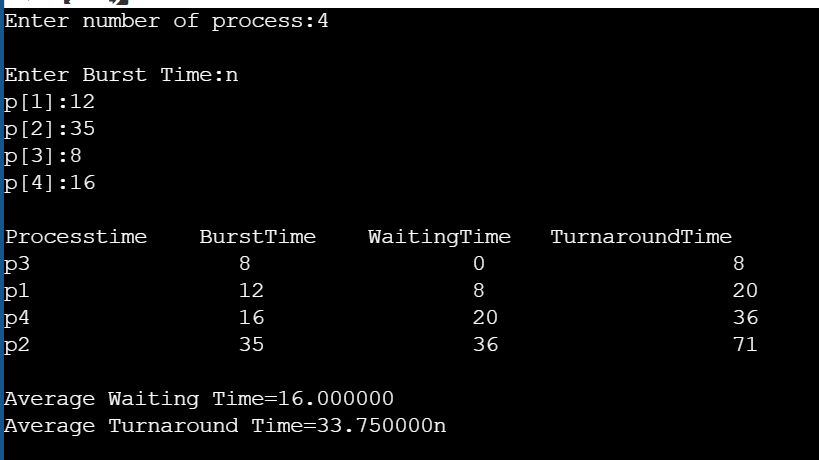 Enter number of process:4
Enter Burst Time:n
p[1]:12
p[2]:35
p[3]:8
p[4]:16
Processtime BurstTime WaitingTime TurnaroundTime
p3 8 0 8
p1 12 8 20
p4 16 20 36
p2 35 36 71
Average Waiting Time=16.000000
Average Turnaround Time=33.750000n